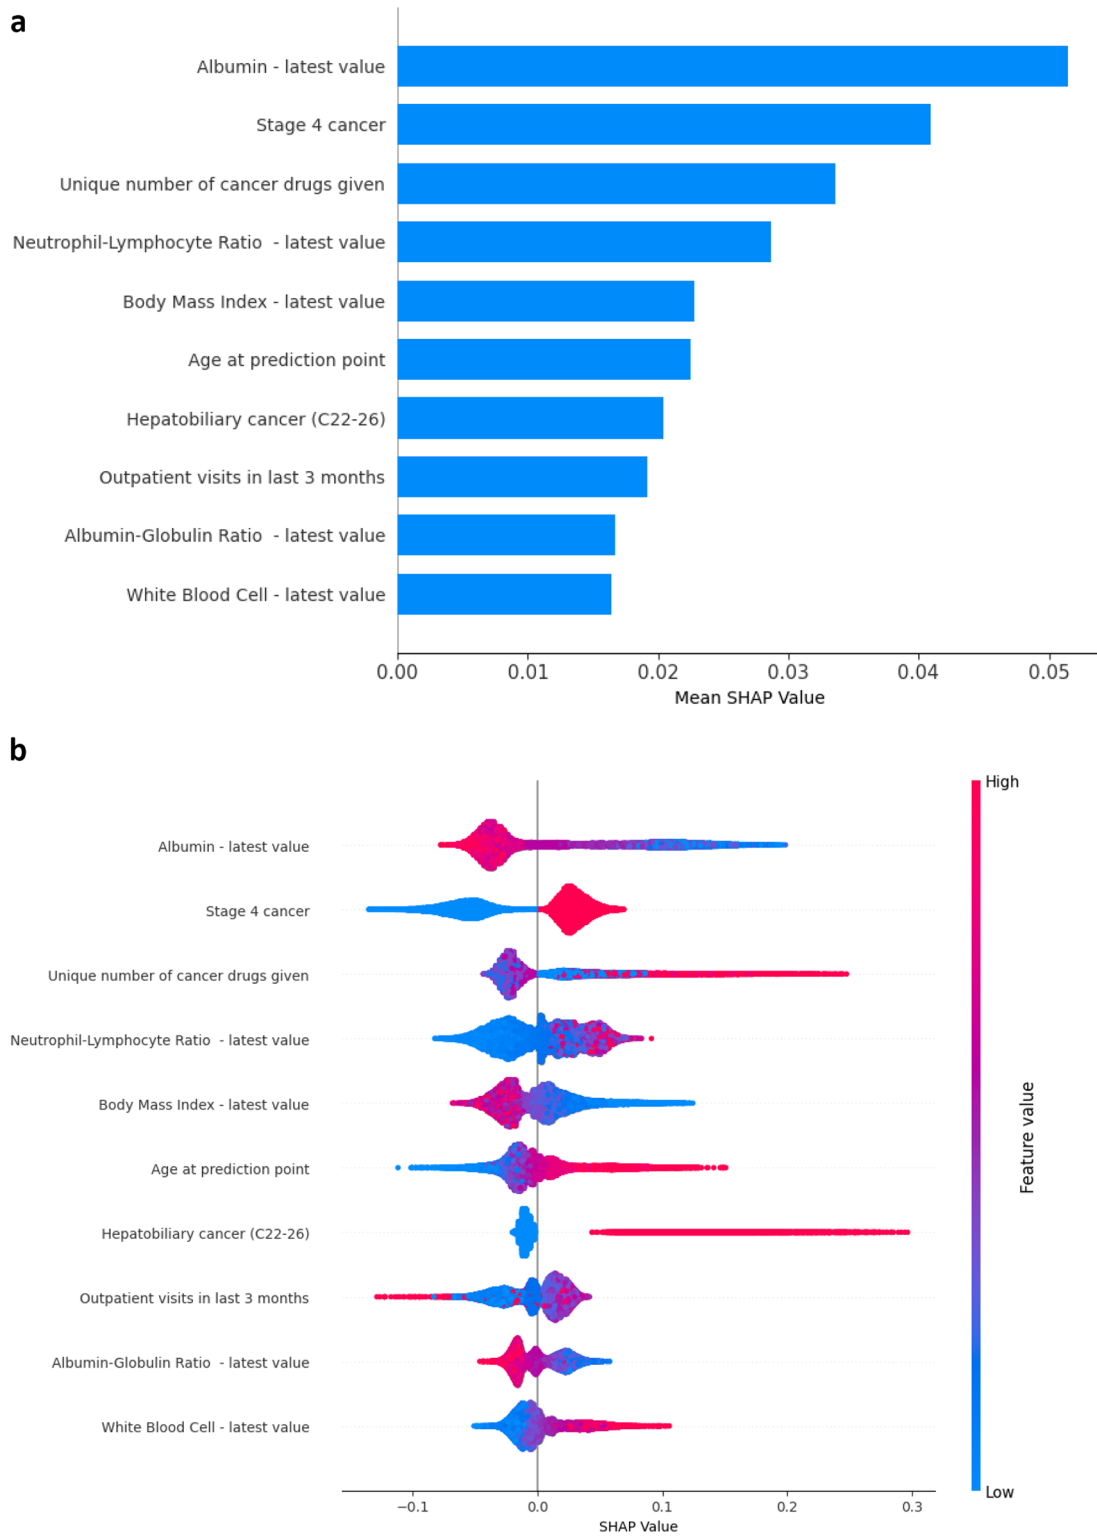 a
Albumin - latest value
Stage 4 cancer
Unique number of cancer drugs given
Neutrophil-Lymphocyte Ratio  - latest value
Body Mass Index - latest value
Age at prediction point
Hepatobiliary cancer (C22-26)
Outpatient visits in last 3 months
Albumin-Globulin Ratio  - latest value
White Blood Cell - latest value
0.00 0.01 0.02 0.03 0.04 0.05
Mean SHAP Value
b
High
Albumin - latest value
Stage 4 cancer
Unique number of cancer drugs given
Neutrophil-Lymphocyte Ratio  - latest value
Body Mass Index - latest value
Age at prediction point
Hepatobiliary cancer (C22-26)
Outpatient visits in last 3 months
Albumin-Globulin Ratio  - latest value
White Blood Cell - latest value
Feature value
Low
−0.1 0.0 0.1 0.2 0.3
SHAP Value